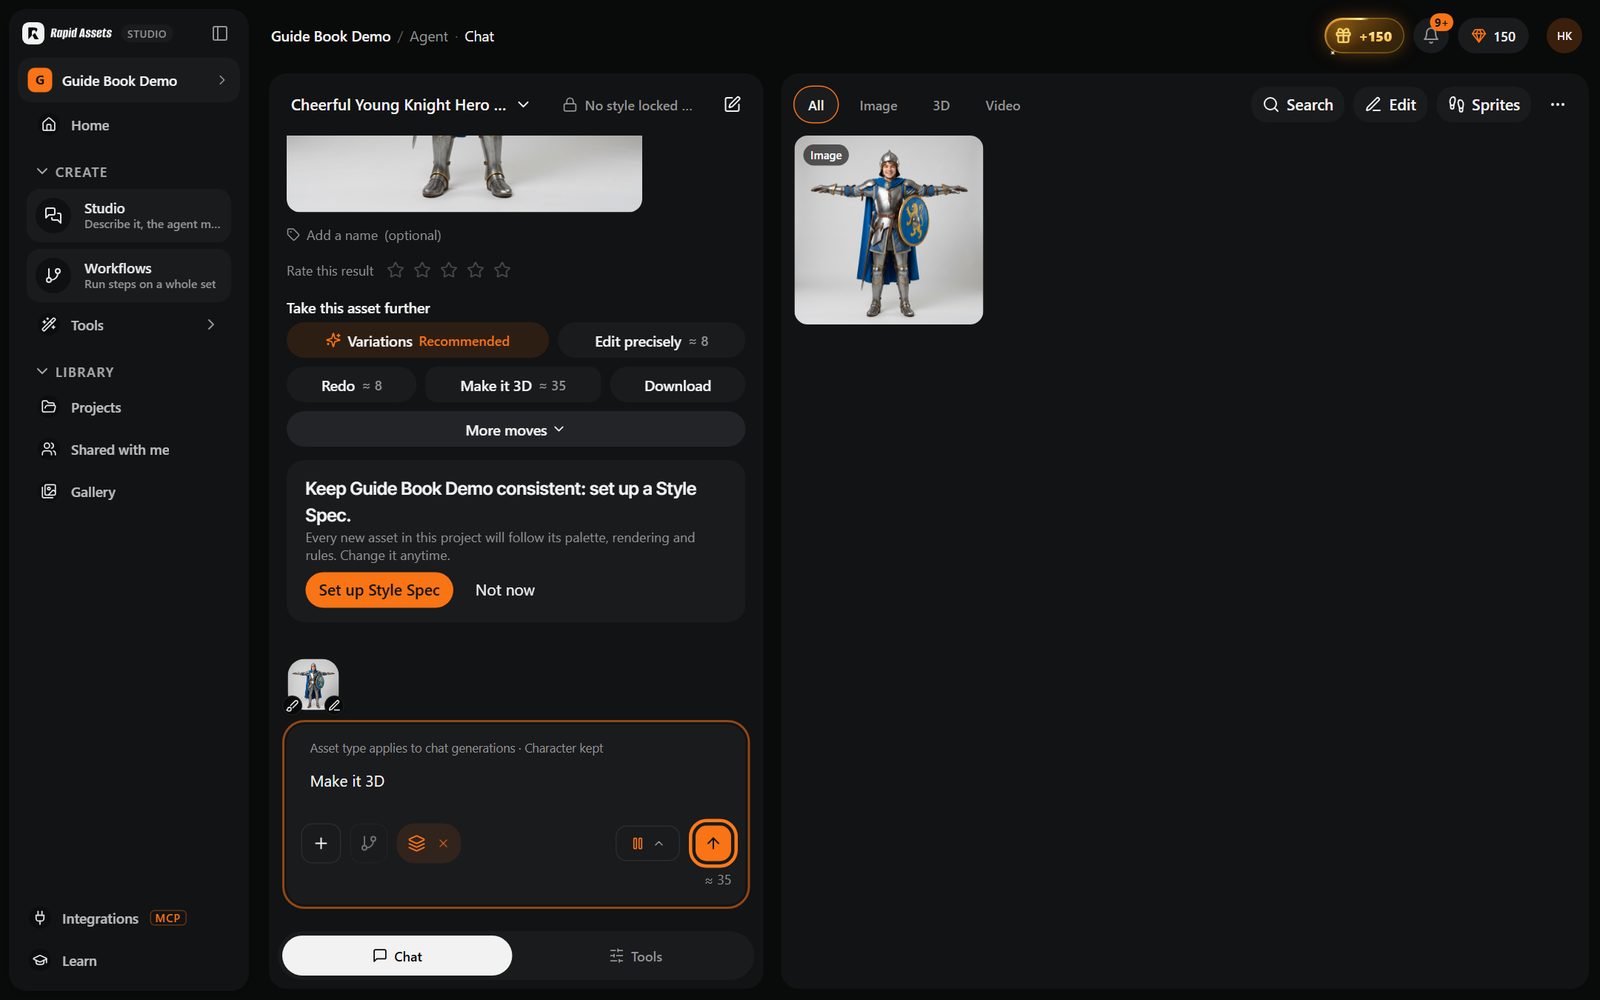 Rapid Assets STUDIO
G Guide Book Demo
Home
CREATE
Studio
Describe it, the agent m...
Workflows
Run steps on a whole set
Tools
LIBRARY
Projects
Shared with me
Gallery
Integrations MCP
Learn
Guide Book Demo / Agent · Chat
+150
9+
150
HK
Cheerful Young Knight Hero ...
No style locked ...
Add a name (optional)
Rate this result
Take this asset further
Variations Recommended
Edit precisely ≈ 8
Redo ≈ 8
Make it 3D ≈ 35
Download
More moves
Keep Guide Book Demo consistent: set up a Style
Spec.
Every new asset in this project will follow its palette, rendering and
rules. Change it anytime.
Set up Style Spec
Not now
Asset type applies to chat generations · Character kept
Make it 3D
≈ 35
Chat
Tools
All
Image
3D
Video
Search
Edit
Sprites
Image